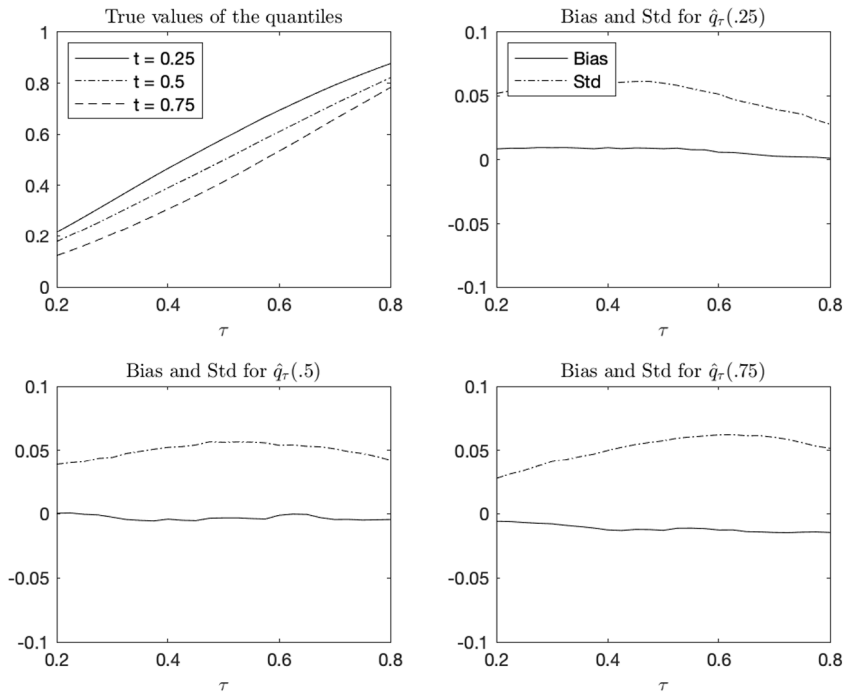 True values of the quantiles
1
0.8
0.6
0.4
0.2
0
t = 0.25
t = 0.5
t = 0.75
0.2 0.4 0.6 0.8
τ
Bias and Std for q̂τ(.25)
0.1
0.05
0
-0.05
-0.1
Bias
Std
0.2 0.4 0.6 0.8
τ
Bias and Std for q̂τ(.5)
0.1
0.05
0
-0.05
-0.1
0.2 0.4 0.6 0.8
τ
Bias and Std for q̂τ(.75)
0.1
0.05
0
-0.05
-0.1
0.2 0.4 0.6 0.8
τ